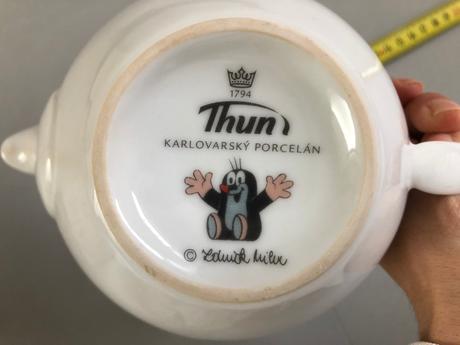 1794
Thun
KARLOVARSKÝ PORCELÁN
© Zdeněk Miler